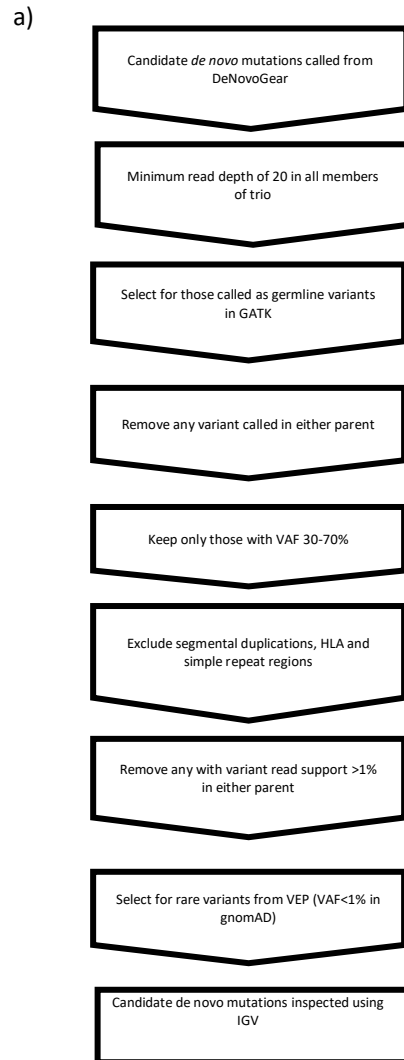 a)
Candidate de novo mutations called from
DeNovoGear
Minimum read depth of 20 in all members
of trio
Select for those called as germline variants
in GATK
Remove any variant called in either parent
Keep only those with VAF 30-70%
Exclude segmental duplications, HLA and
simple repeat regions
Remove any with variant read support >1%
in either parent
Select for rare variants from VEP (VAF<1% in
gnomAD)
Candidate de novo mutations inspected using
IGV